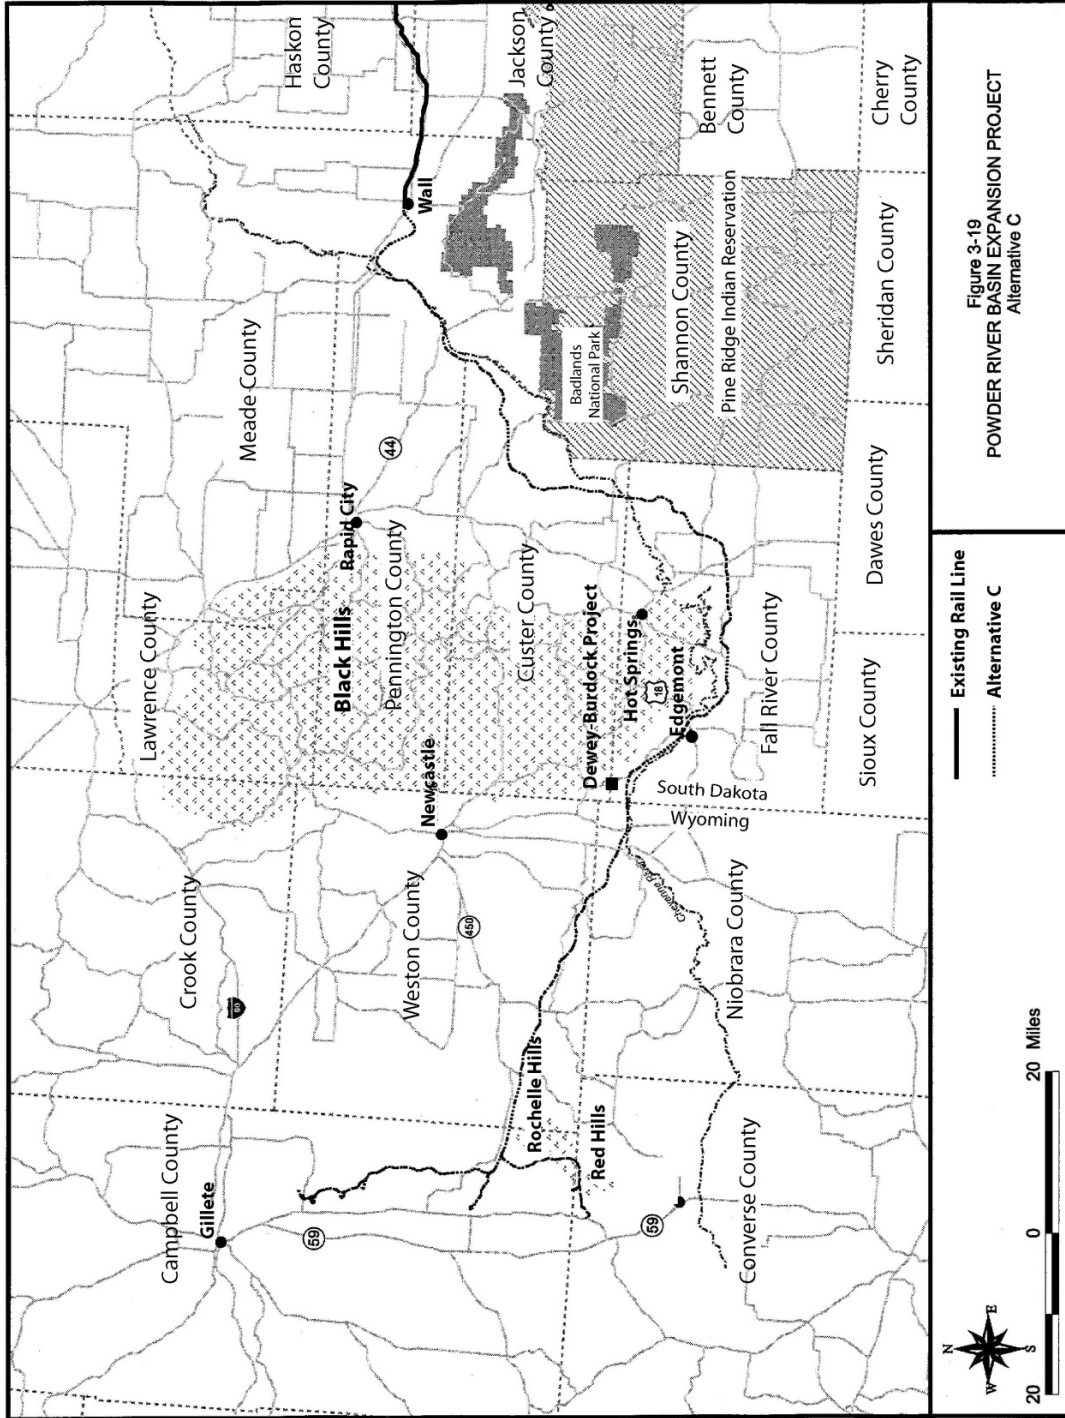 Campbell County
Gillete
59
Crook County
90
Lawrence County
Meade County
Haskon
County
Weston County
450
Newcastle
Black Hills
Pennington County
Rapid City
44
Wall
Jackson
County
Rochelle Hills
Red Hills
Custer County
Dewey-Burdock Project
Hot Springs
18
Edgemont
South Dakota
Wyoming
Badlands
National Park
Shannon County
Pine Ridge Indian Reservation
Bennett
County
59
Converse County
Niobrara County
Cheyenne River
Fall River County
Sioux County
Dawes County
Sheridan County
Cherry
County
N
W
E
S
20
0
20 Miles
Existing Rail Line
Alternative C
Figure 3-19
POWDER RIVER BASIN EXPANSION PROJECT
Alternative C